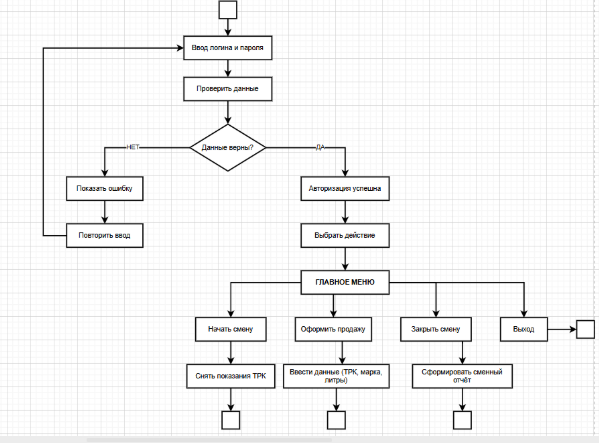 Ввод логина и пароля
Проверить данные
Данные верны?
НЕТ
ДА
Показать ошибку
Авторизация успешна
Повторить ввод
Выбрать действие
ГЛАВНОЕ МЕНЮ
Начать смену
Оформить продажу
Закрыть смену
Выход
Снять показания ТРК
Ввести данные (ТРК, марка,
литры)
Сформировать сменный
отчёт